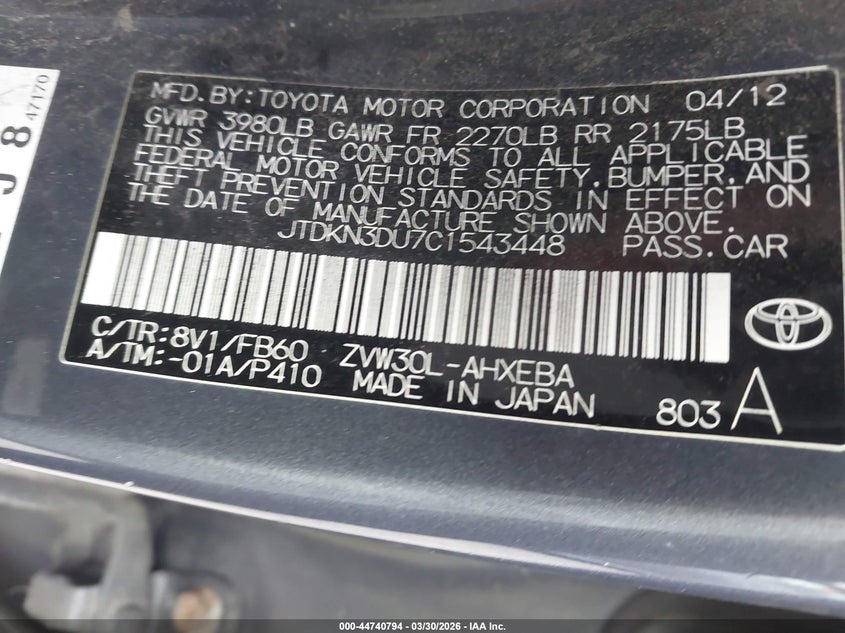 47170
J 8
MFD.BY:TOYOTA MOTOR CORPORATION 04/12
GVWR 3980LB GAWR FR 2270LB RR 2175LB
THIS VEHICLE CONFORMS TO ALL APPLICABLE
FEDERAL MOTOR VEHICLE SAFETY,BUMPER,AND
THEFT PREVENTION STANDARDS IN EFFECT ON
THE DATE OF MANUFACTURE SHOWN ABOVE.
JTDKN3DU7C1543448 PASS.CAR
C/TR:8V1/FB60 ZVW30L-AHXEBA
A/TM:-01A/P410 MADE IN JAPAN
803 A
000-44740794 — 03/30/2026 - IAA Inc.